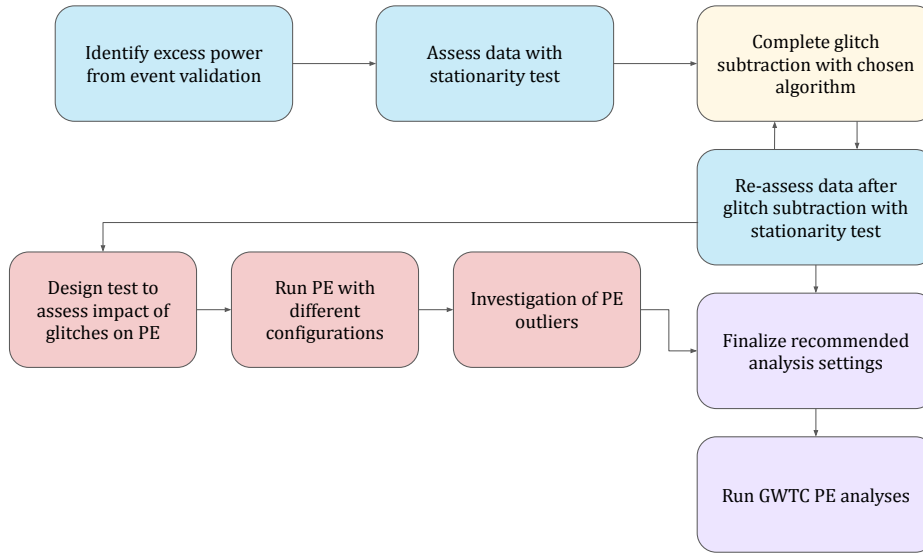 Identify excess power
from event validation
Assess data with
stationarity test
Complete glitch
subtraction with chosen
algorithm
Re-assess data after
glitch subtraction with
stationarity test
Design test to
assess impact of
glitches on PE
Run PE with
different
configurations
Investigation of PE
outliers
Finalize recommended
analysis settings
Run GWTC PE analyses